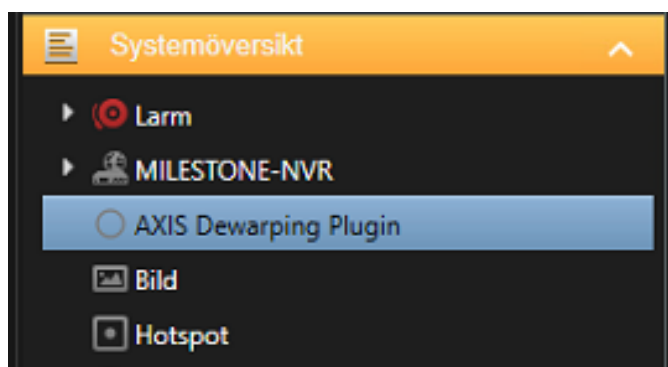 Systemöversikt
Larm
MILESTONE-NVR
AXIS Dewarping Plugin
Bild
Hotspot